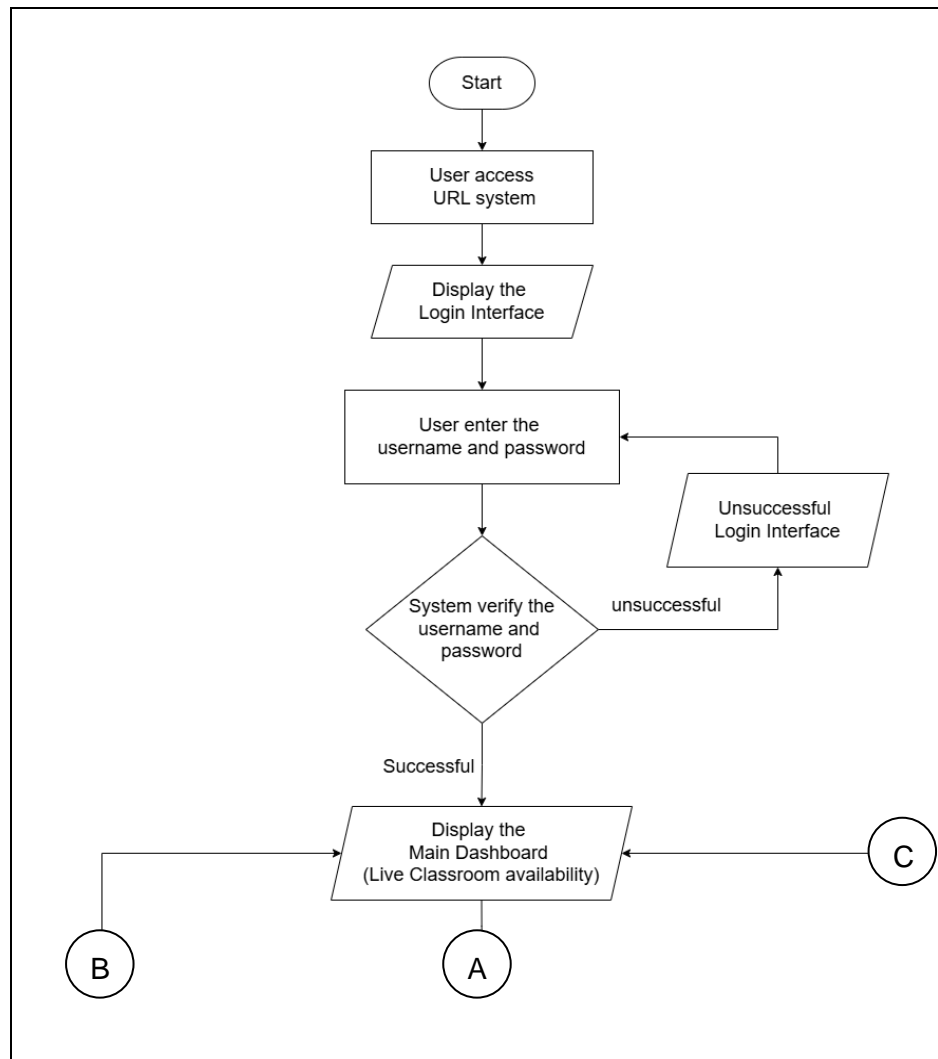 Start
User access
URL system
Display the
Login Interface
User enter the
username and password
Unsuccessful
Login Interface
System verify the
username and
password
unsuccessful
Successful
Display the
Main Dashboard
(Live Classroom availability)
C
B
A